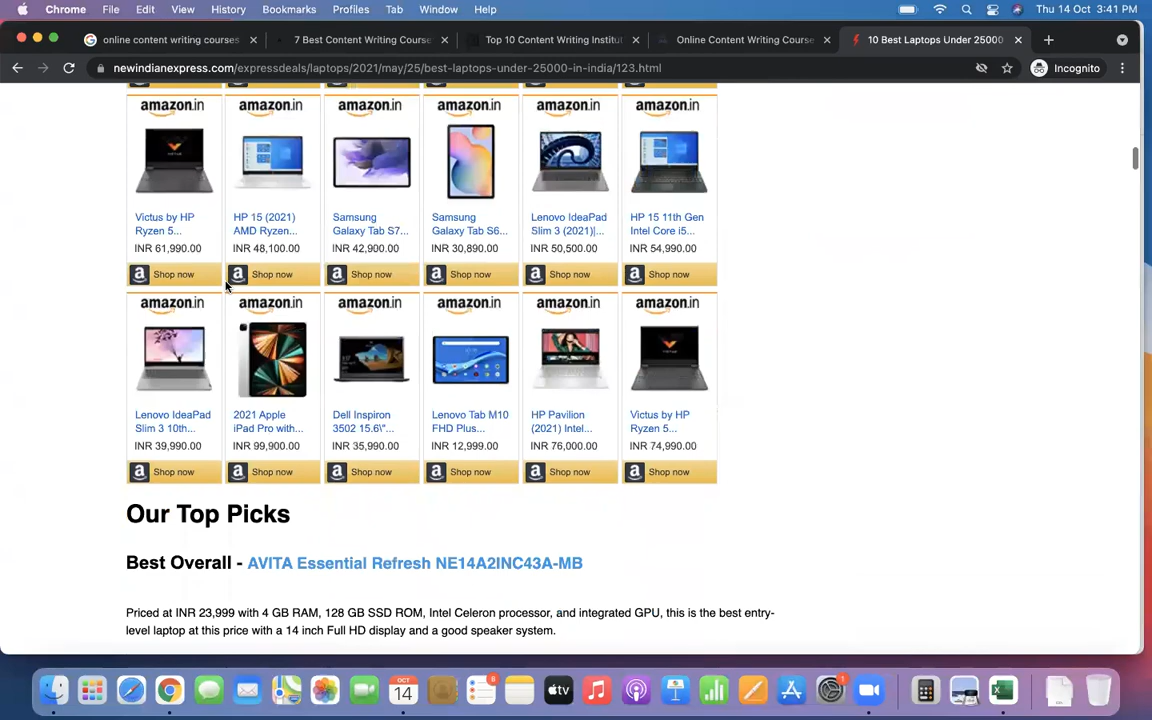 Chrome File Edit View History Bookmarks Profiles Tab Window Help Thu 14 Oct 3:41 PM
online content writing courses 7 Best Content Writing Course Top 10 Content Writing Institu Online Content Writing Course 10 Best Laptops Under 25000
newindianexpress.com/expressdeals/laptops/2021/may/25/best-laptops-under-25000-in-india/123.html Incognito
amazon.in amazon.in amazon.in amazon.in amazon.in amazon.in
Victus by HP HP 15 (2021) Samsung Samsung Lenovo IdeaPad HP 15 11th Gen
Ryzen 5... AMD Ryzen... Galaxy Tab S7... Galaxy Tab S6... Slim 3 (2021)|... Intel Core i5...
INR 61,990.00 INR 48,100.00 INR 42,900.00 INR 30,890.00 INR 50,500.00 INR 54,990.00
a Shop now a Shop now a Shop now a Shop now a Shop now a Shop now
amazon.in amazon.in amazon.in amazon.in amazon.in amazon.in
Lenovo IdeaPad 2021 Apple Dell Inspiron Lenovo Tab M10 HP Pavilion Victus by HP
Slim 3 10th... iPad Pro with... 3502 15.6\"... FHD Plus... (2021) Intel... Ryzen 5...
INR 39,990.00 INR 99,900.00 INR 35,990.00 INR 12,999.00 INR 76,000.00 INR 74,990.00
a Shop now a Shop now a Shop now a Shop now a Shop now a Shop now
Our Top Picks
Best Overall - AVITA Essential Refresh NE14A2INC43A-MB
Priced at INR 23,999 with 4 GB RAM, 128 GB SSD ROM, Intel Celeron processor, and integrated GPU, this is the best entry-
level laptop at this price with a 14 inch Full HD display and a good speaker system.
OCT 8 tv 1
14